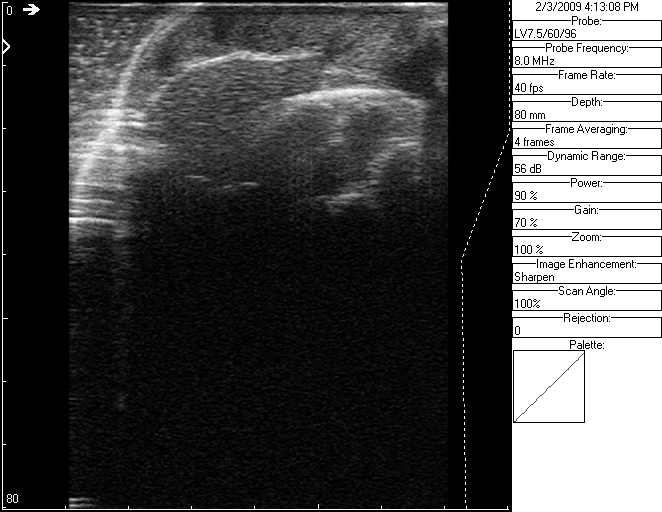 0
80
2/3/2009 4:13:08 PM
Probe:
LV7.5/60/96
Probe Frequency:
8.0 MHz
Frame Rate:
40 fps
Depth:
80 mm
Frame Averaging:
4 frames
Dynamic Range:
56 dB
Power:
90 %
Gain:
70 %
Zoom:
100 %
Image Enhancement:
Sharpen
Scan Angle:
100%
Rejection:
0
Palette: